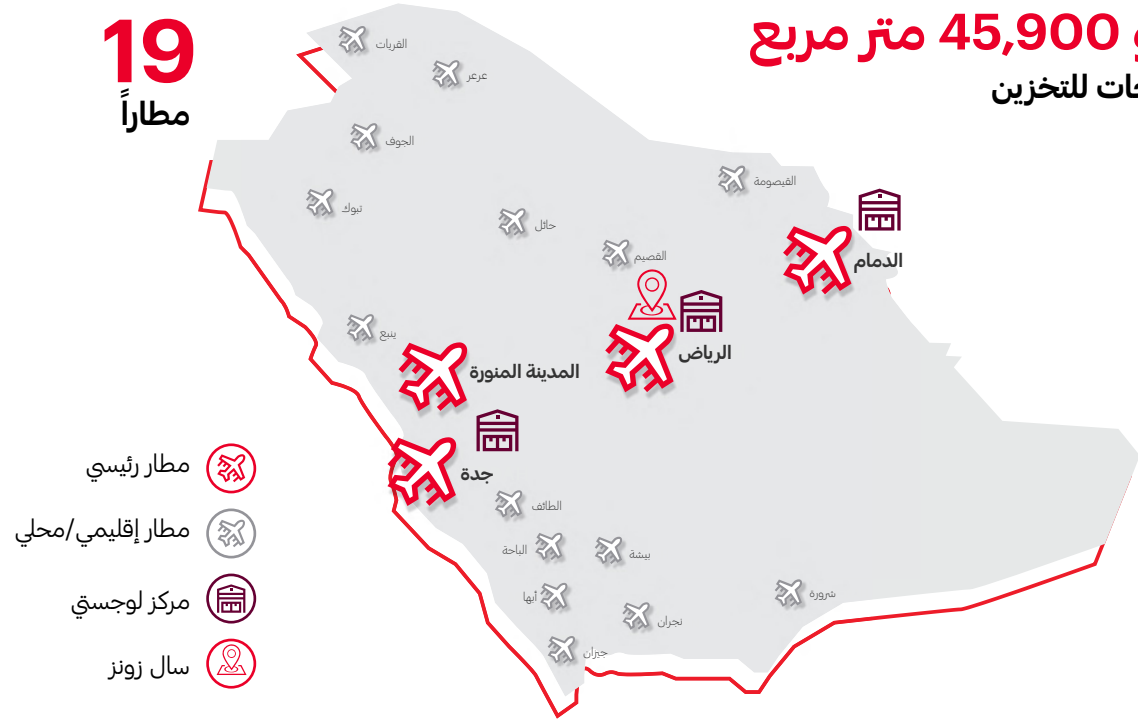 45,900 متر مربع
للتخزين
19
مطاراً
القريات
عرعر
الجوف
القيصومة
تبوك
حائل
القصيم
الدمام
ينبع
الرياض
المدينة المنورة
جدة
الطائف
الباحة
بيشة
أبها
شرورة
نجران
جيزان
مطار رئيسي
مطار إقليمي/محلي
مركز لوجستي
سال زونز